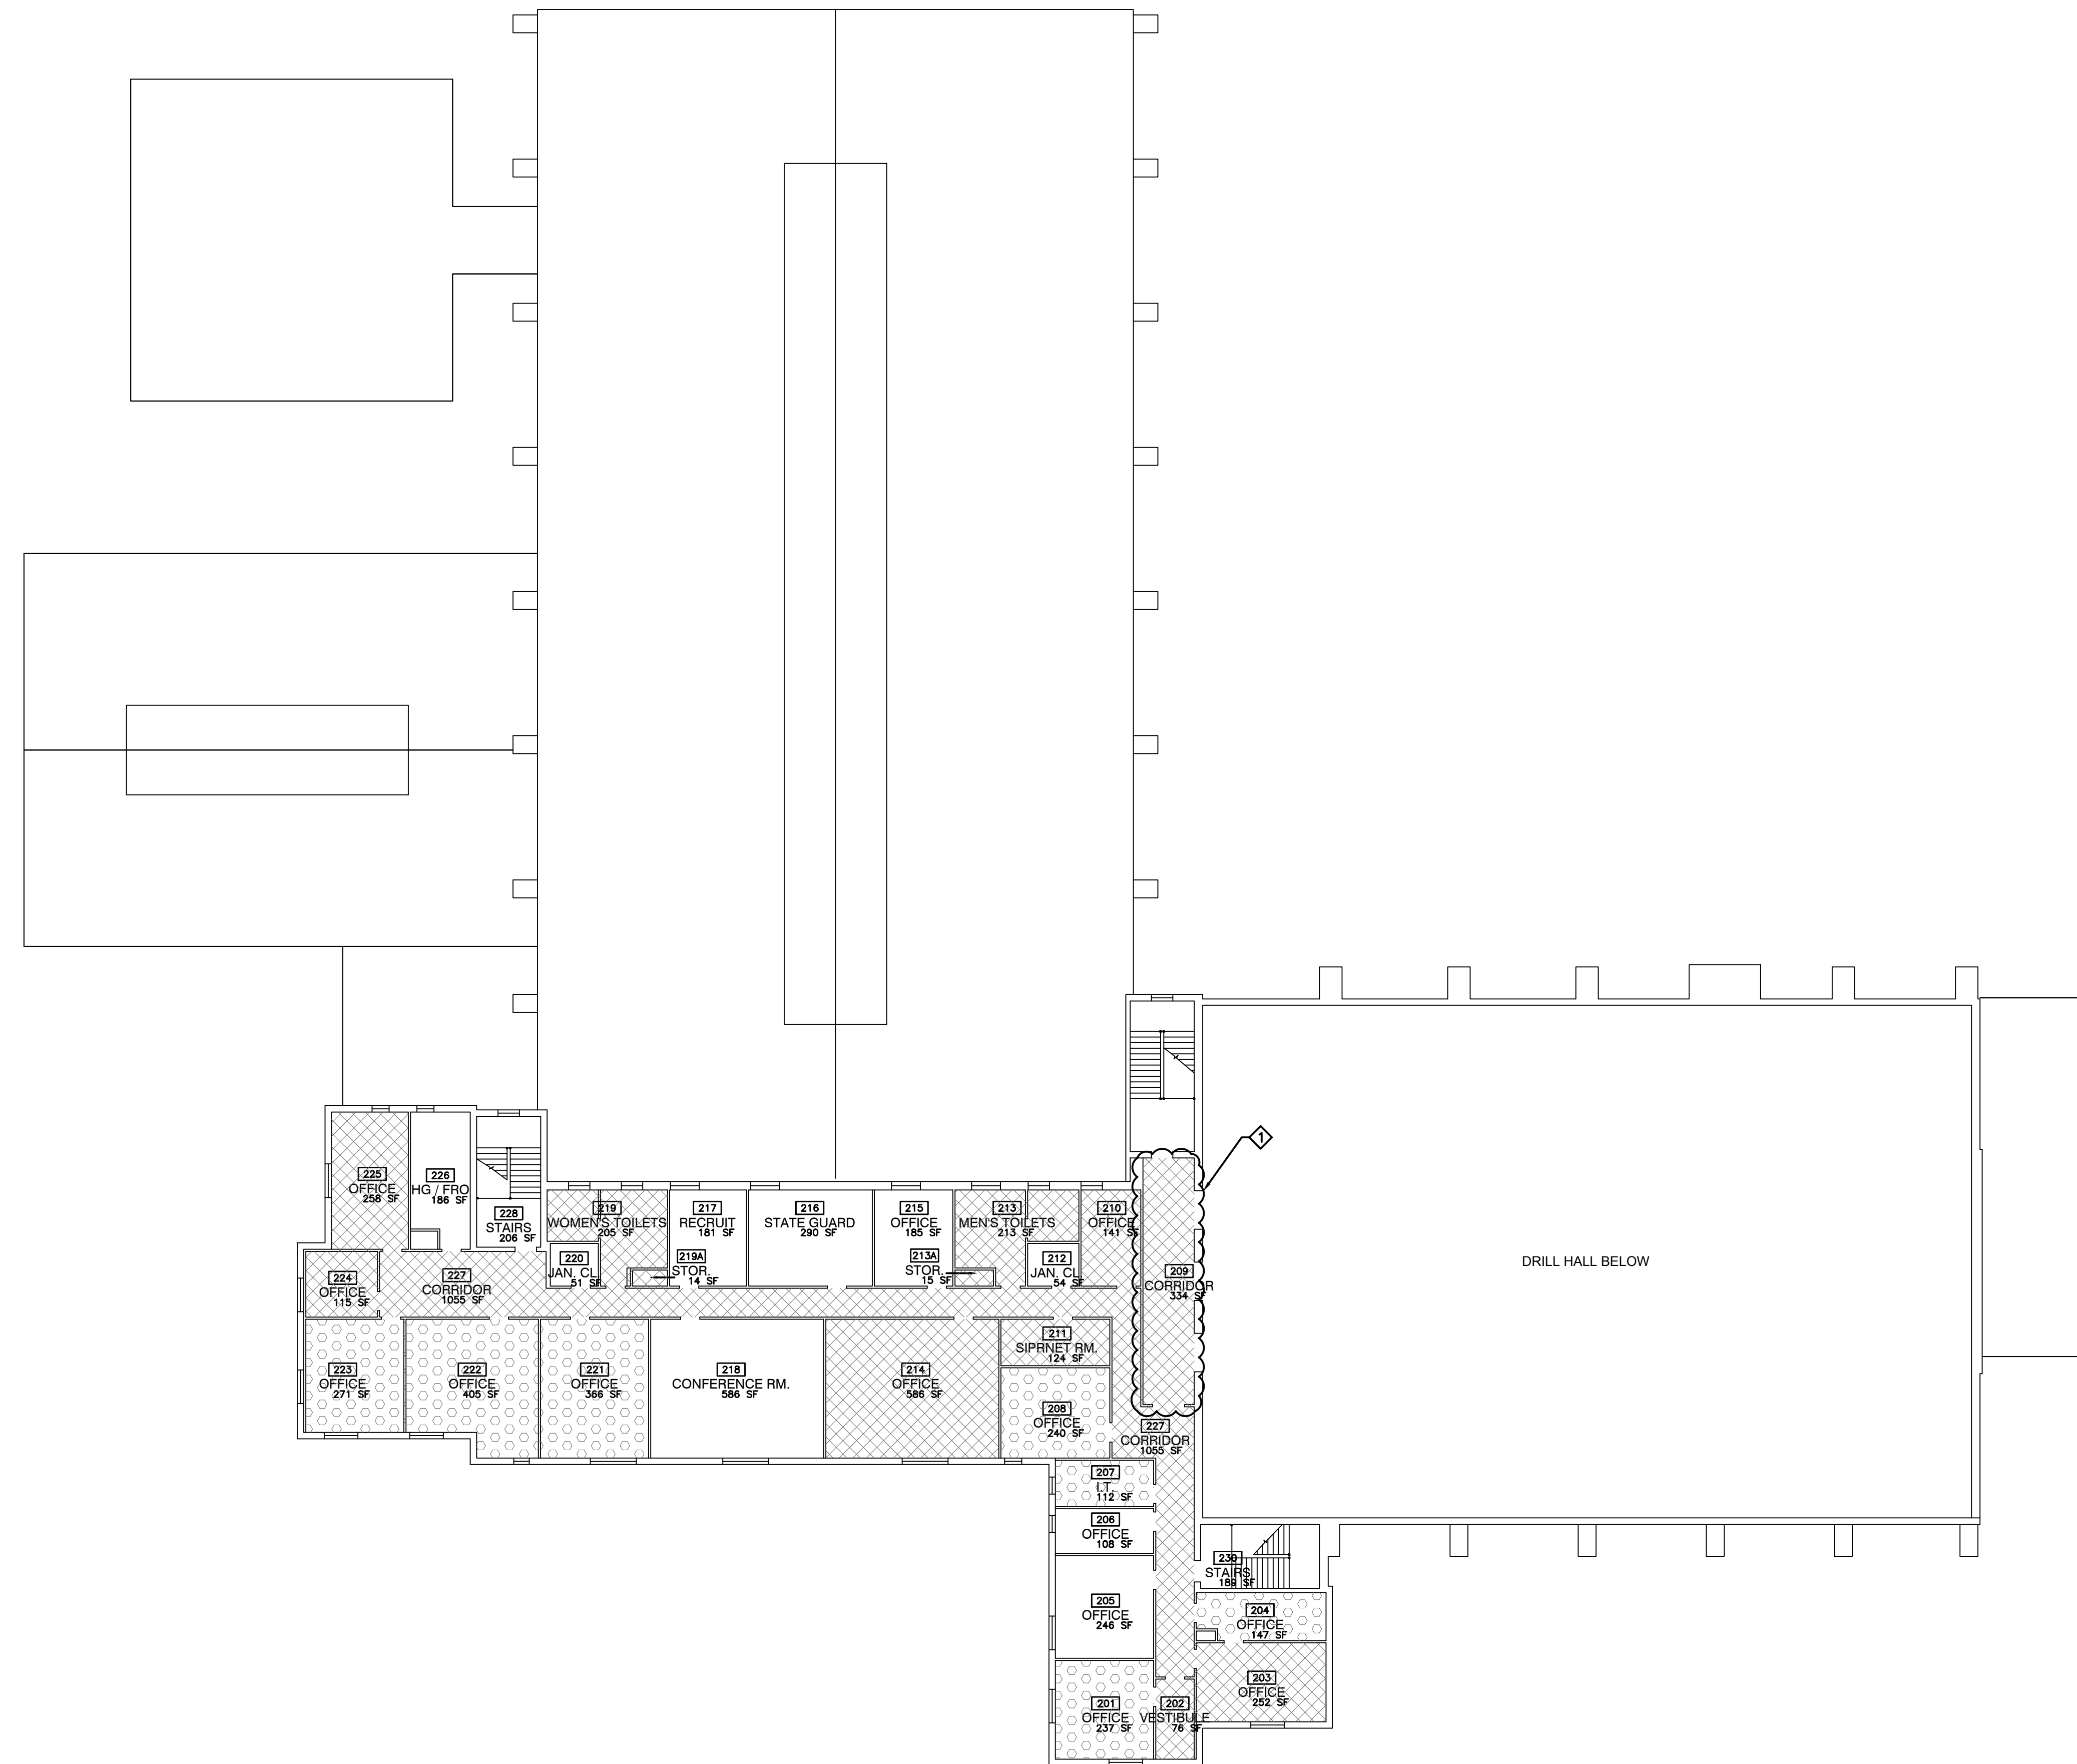 1
225
OFFICE
258 SF
226
HG / FRO
186 SF
228
STAIRS
206 SF
219
WOMEN'S TOILETS
205 SF
217
RECRUIT
181 SF
216
STATE GUARD
290 SF
215
OFFICE
185 SF
213
MEN'S TOILETS
213 SF
210
OFFICE
141 SF
220
JAN. CL.
51 SF
219A
STOR.
14 SF
213A
STOR.
15 SF
212
JAN. CL.
54 SF
209
CORRIDOR
334 SF
DRILL HALL BELOW
224
OFFICE
115 SF
227
CORRIDOR
1055 SF
211
SIPRNET RM.
124 SF
223
OFFICE
271 SF
222
OFFICE
405 SF
221
OFFICE
366 SF
218
CONFERENCE RM.
586 SF
214
OFFICE
586 SF
208
OFFICE
240 SF
227
CORRIDOR
1055 SF
207
I.T.
112 SF
206
OFFICE
108 SF
230
STAIRS
189 SF
205
OFFICE
246 SF
204
OFFICE
147 SF
203
OFFICE
252 SF
201
OFFICE
237 SF
202
VESTIBULE
76 SF